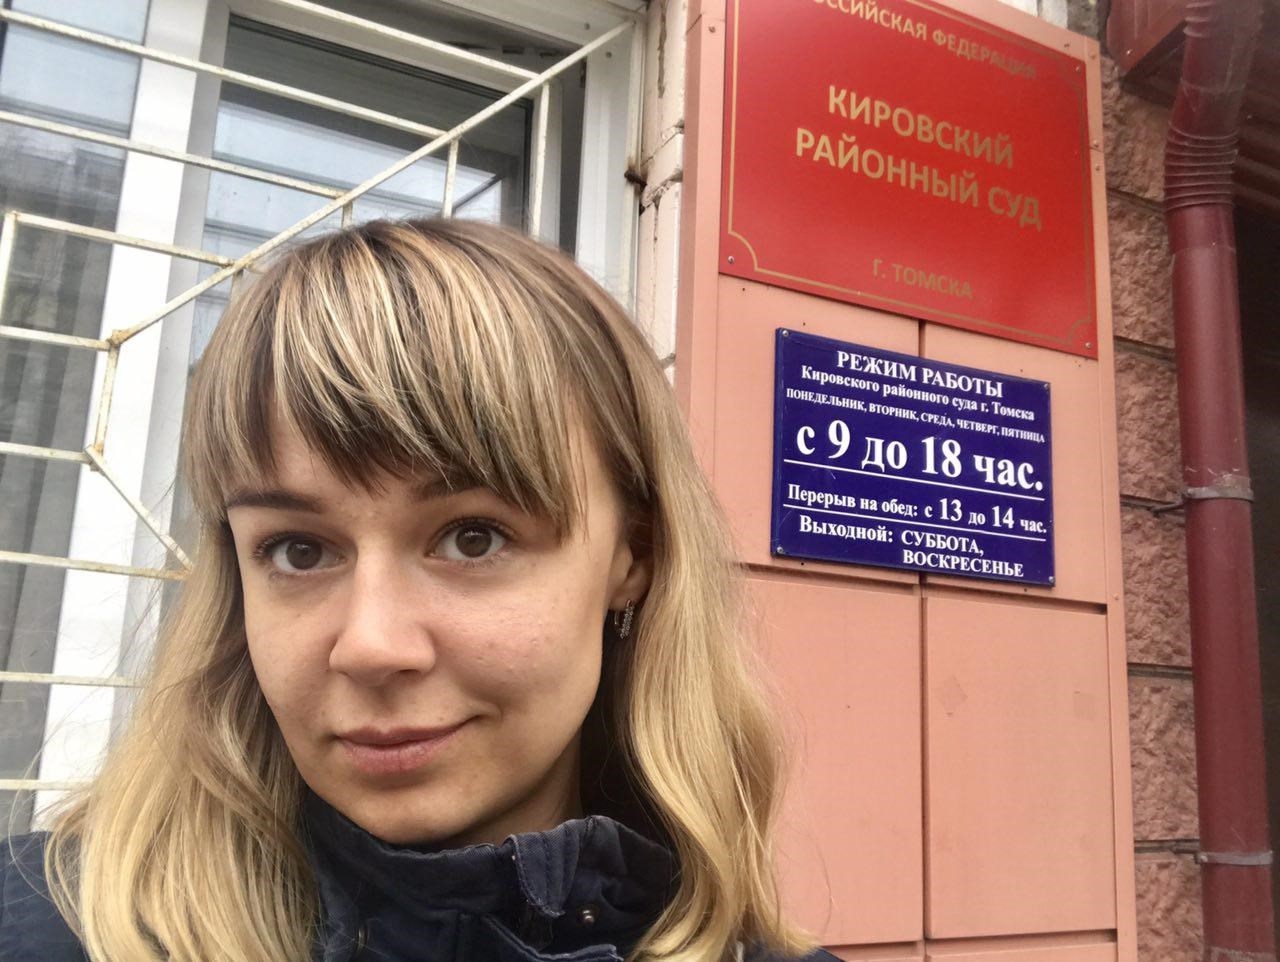 РОССИЙСКАЯ ФЕДЕРАЦИЯ
КИРОВСКИЙ
РАЙОННЫЙ СУД
Г. ТОМСКА
РЕЖИМ РАБОТЫ
Кировского районного суда г. Томска
ПОНЕДЕЛЬНИК, ВТОРНИК, СРЕДА, ЧЕТВЕРГ, ПЯТНИЦА
с 9 до 18 час.
Перерыв на обед: с 13 до 14 час.
Выходной: СУББОТА,
ВОСКРЕСЕНЬЕ